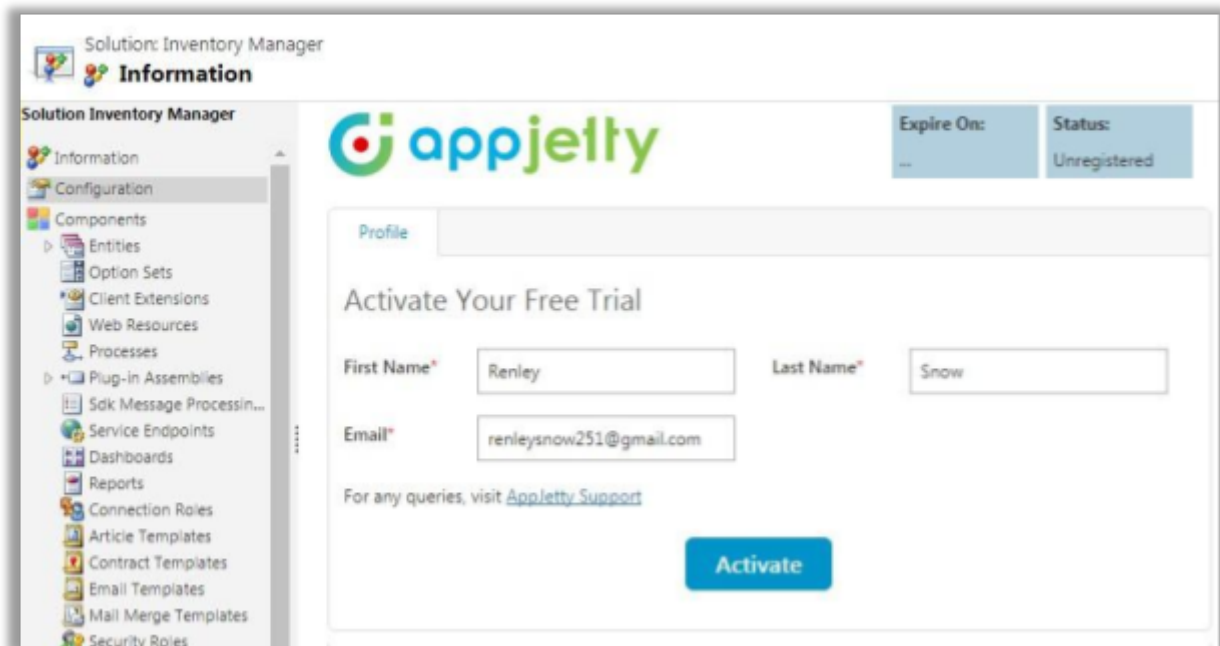 Solution: Inventory Manager
Information
Solution Inventory Manager
Information
Configuration
Components
Entities
Option Sets
Client Extensions
Web Resources
Processes
Plug-in Assemblies
Sdk Message Processin...
Service Endpoints
Dashboards
Reports
Connection Roles
Article Templates
Contract Templates
Email Templates
Mail Merge Templates
Security Roles
appjetty
Expire On:
...
Status:
Unregistered
Profile
Activate Your Free Trial
First Name* Renley Last Name* Snow
Email* renleysnow251@gmail.com
For any queries, visit AppJetty Support
Activate